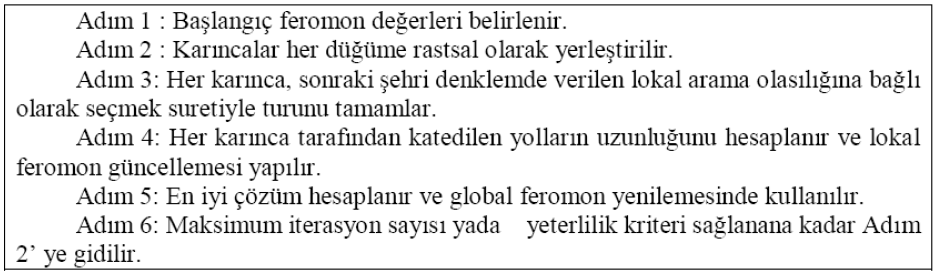 Adım 1 : Başlangıç feromon değerleri belirlenir.
Adım 2 : Karıncalar her düğüme rastsal olarak yerleştirilir.
Adım 3: Her karınca, sonraki şehri denklemde verilen lokal arama olasılığına bağlı
olarak seçmek suretiyle turunu tamamlar.
Adım 4: Her karınca tarafından katedilen yolların uzunluğunu hesaplanır ve lokal
feromon güncellemesi yapılır.
Adım 5: En iyi çözüm hesaplanır ve global feromon yenilemesinde kullanılır.
Adım 6: Maksimum iterasyon sayısı yada yeterlilik kriteri sağlanana kadar Adım
2’ ye gidilir.